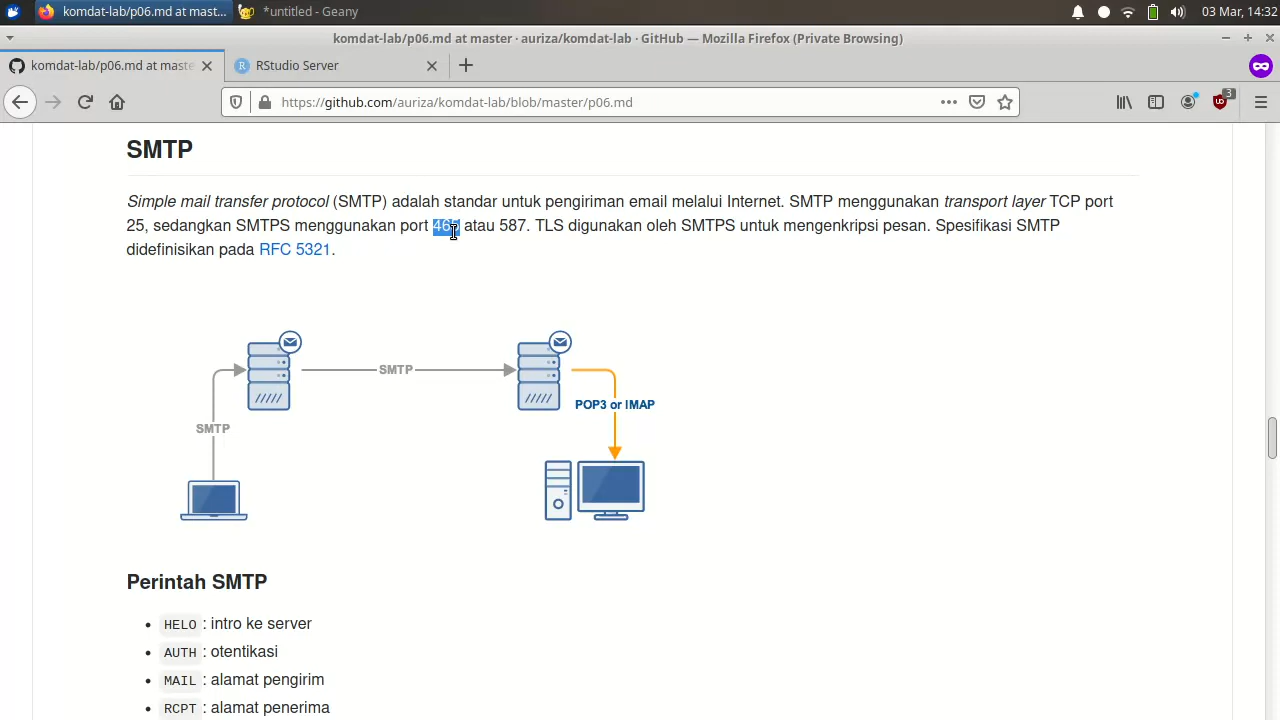 komdat-lab/p06.md at mast...
*untitled - Geany
03 Mar, 14:32
komdat-lab/p06.md at master · auriza/komdat-lab · GitHub — Mozilla Firefox (Private Browsing)
komdat-lab/p06.md at maste
RStudio Server
https://github.com/auriza/komdat-lab/blob/master/p06.md
3
SMTP
Simple mail transfer protocol (SMTP) adalah standar untuk pengiriman email melalui Internet. SMTP menggunakan transport layer TCP port
25, sedangkan SMTPS menggunakan port 465 atau 587. TLS digunakan oleh SMTPS untuk mengenkripsi pesan. Spesifikasi SMTP
didefinisikan pada RFC 5321.
SMTP
POP3 or IMAP
SMTP
Perintah SMTP
HELO : intro ke server
AUTH : otentikasi
MAIL : alamat pengirim
RCPT : alamat penerima